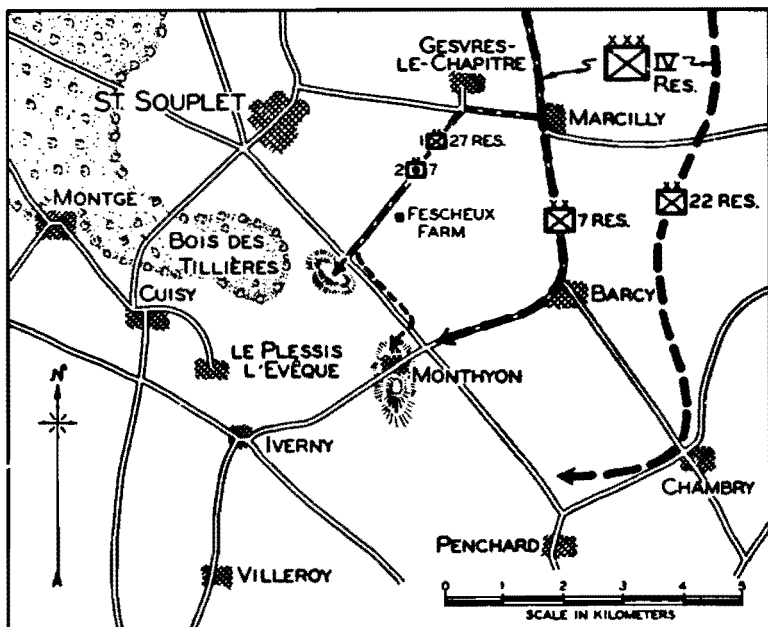 GESVRES-
LE-CHAPITRE
X X X
IV
RES.
ST. SOUPLET
MARCILLY
1 27 RES.
2 7
MONTGE
FESCHEUX
FARM
X X
7 RES.
X X
22 RES.
BOIS DES
TILLIÈRES
BARCY
CUISY
LE PLESSIS
L'EVÊQUE
MONTHYON
N
IVERNY
CHAMBRY
PENCHARD
VILLEROY
0 1 2 3 4 5
SCALE IN KILOMETERS